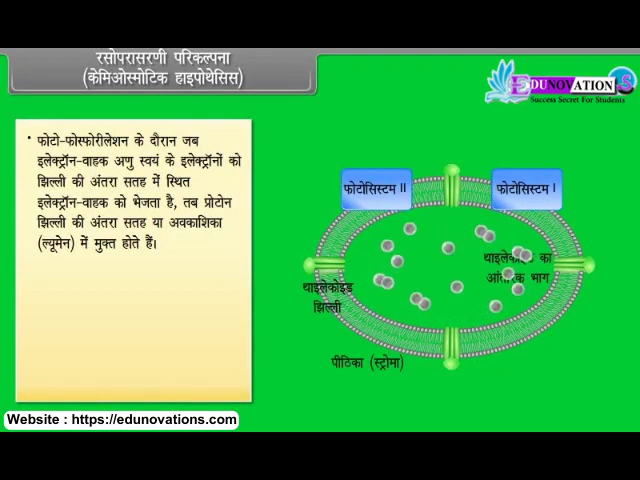 रसोपरासरणी परिकल्पना
(केमिओस्मोटिक हाइपोथेसिस)
EDUNOVATION S
Success Secret For Students
• फोटो-फोस्फोरीलेशन के दौरान जब
इलेक्ट्रॉन-वाहक अणु स्वयं के इलेक्ट्रॉनों को
झिल्ली की अंतरा सतह में स्थित
इलेक्ट्रॉन-वाहक को भेजता है, तब प्रोटेन
झिल्ली की अंतरा सतह या अवकाशिका
(ल्यूमेन) में मुक्त होते हैं।
फोटोसिस्टम II
फोटोसिस्टम I
थाइलेकोइड का
आंतरिक भाग
थाइलेकोइड
झिल्ली
पीठिका (स्ट्रोमा)
Website : https://edunovations.com